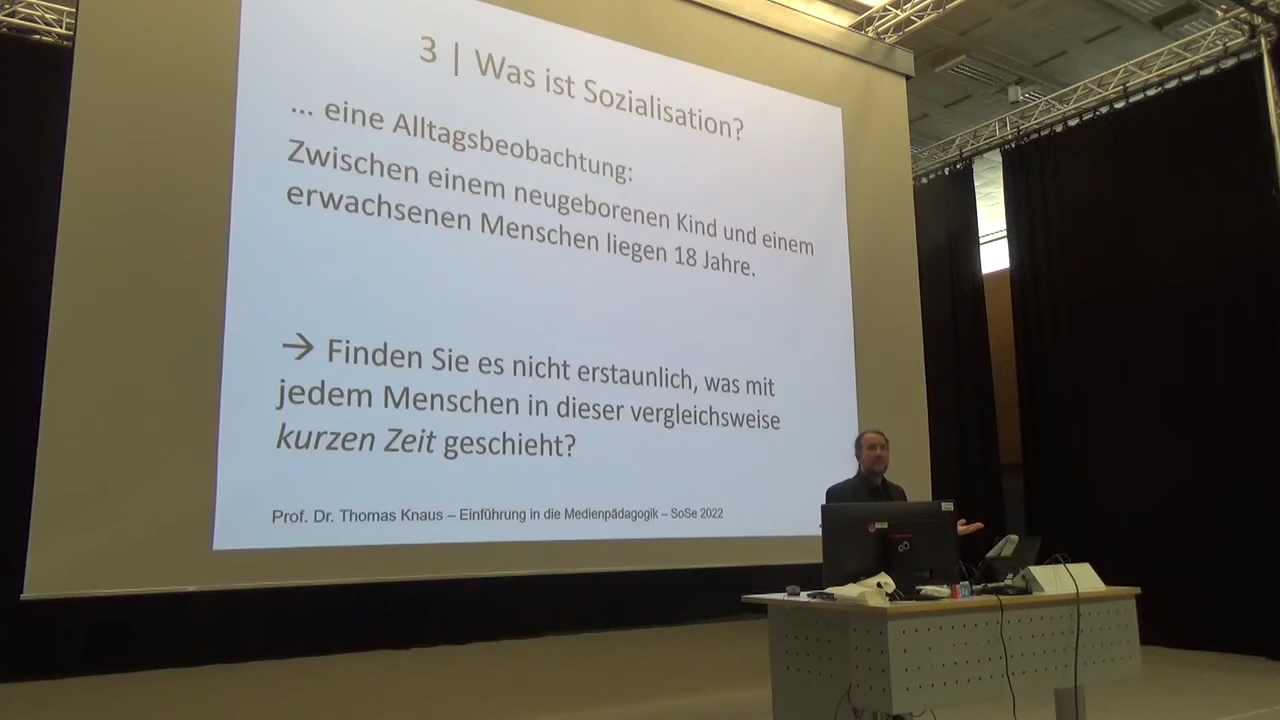 3 | Was ist Sozialisation?
... eine Alltagsbeobachtung:
Zwischen einem neugeborenen Kind und einem
erwachsenen Menschen liegen 18 Jahre.
→ Finden Sie es nicht erstaunlich, was mit
jedem Menschen in dieser vergleichsweise
kurzen Zeit geschieht?
Prof. Dr. Thomas Knaus – Einführung in die Medienpädagogik – SoSe 2022